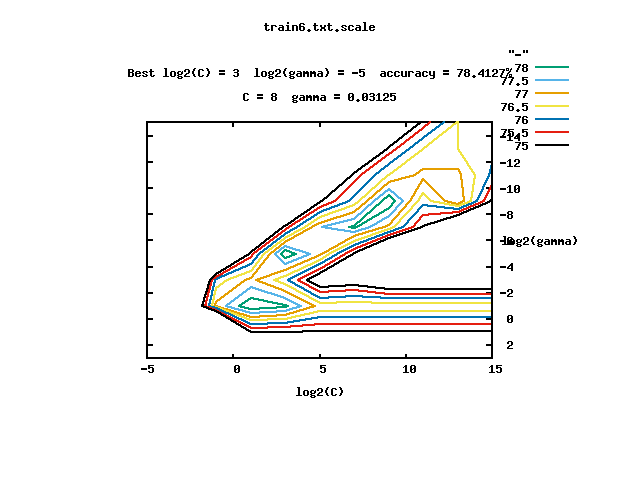 train6.txt.scale
"-"
Best log2(C) = 3  log2(gamma) = -5  accuracy = 78.4127%
78
77.5
C = 8  gamma = 0.03125
77
76.5
76
75.5
75
-14
-12
-10
-8
-6
log2(gamma)
-4
-2
0
2
-5 0 5 10 15
log2(C)